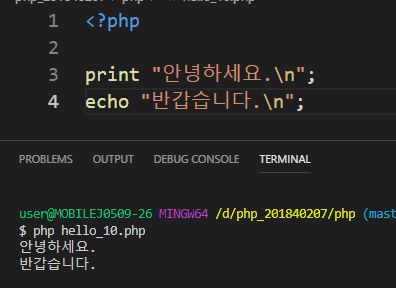 1 <?php
2
3 print "안녕하세요.\n";
4 echo "반갑습니다.\n";
PROBLEMS OUTPUT DEBUG CONSOLE TERMINAL
user@MOBILEJ0509-26 MINGW64 /d/php_201840207/php (mast
$ php hello_10.php
안녕하세요.
반갑습니다.